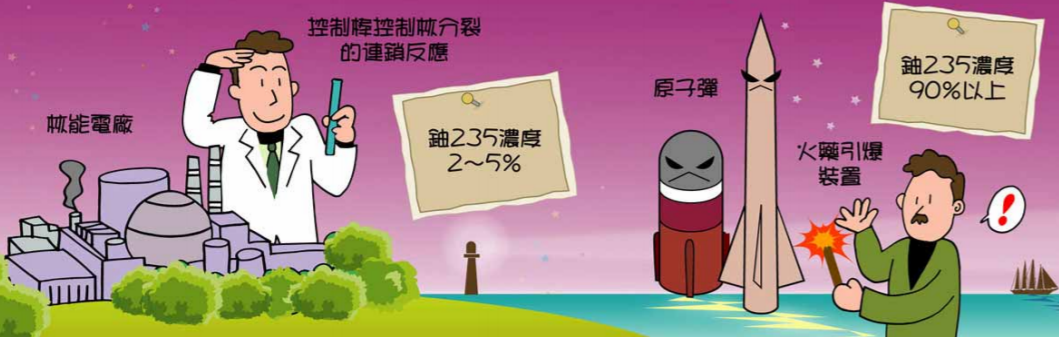 控制棒控制核分裂
的連鎖反應
核能電廠
鈾235濃度
2～5%
原子彈
鈾235濃度
90%以上
火藥引爆
裝置
!